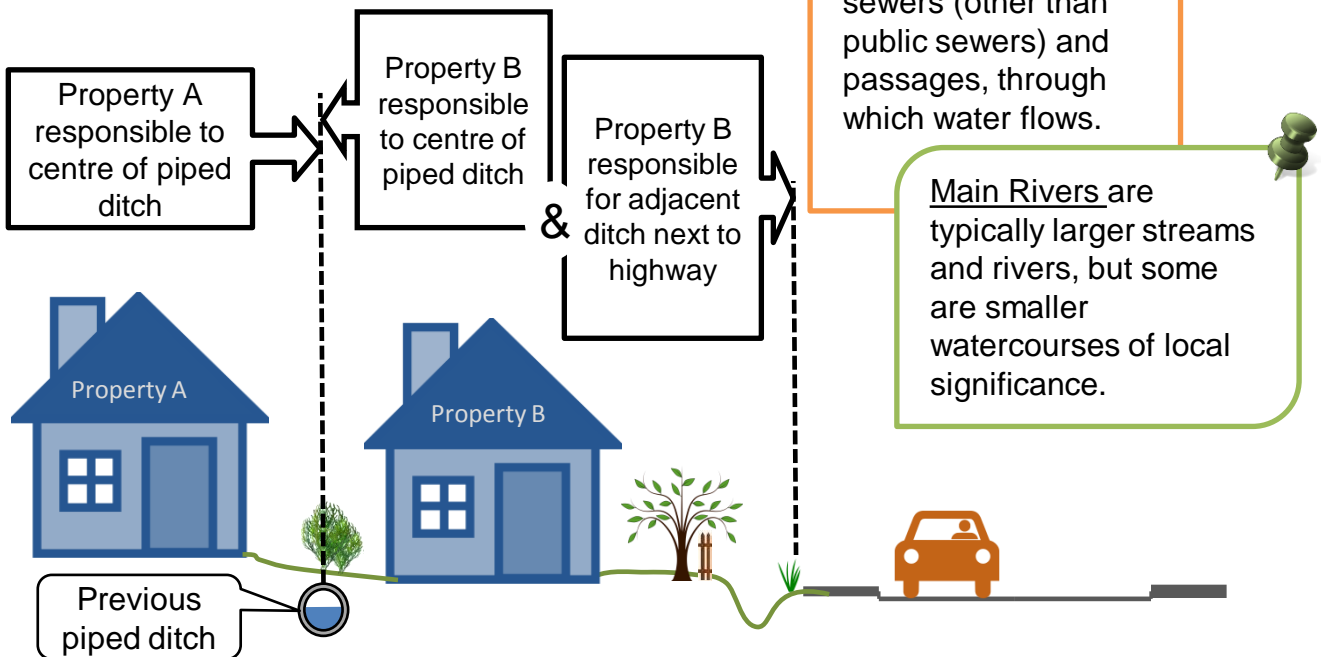 Property A
responsible to
centre of piped
ditch
Property B
responsible
to centre of
piped ditch
&
Property B
responsible
for adjacent
ditch next to
highway
sewers (other than
public sewers) and
passages, through
which water flows.
Main Rivers are
typically larger streams
and rivers, but some
are smaller
watercourses of local
significance.
Property A
Property B
Previous
piped ditch